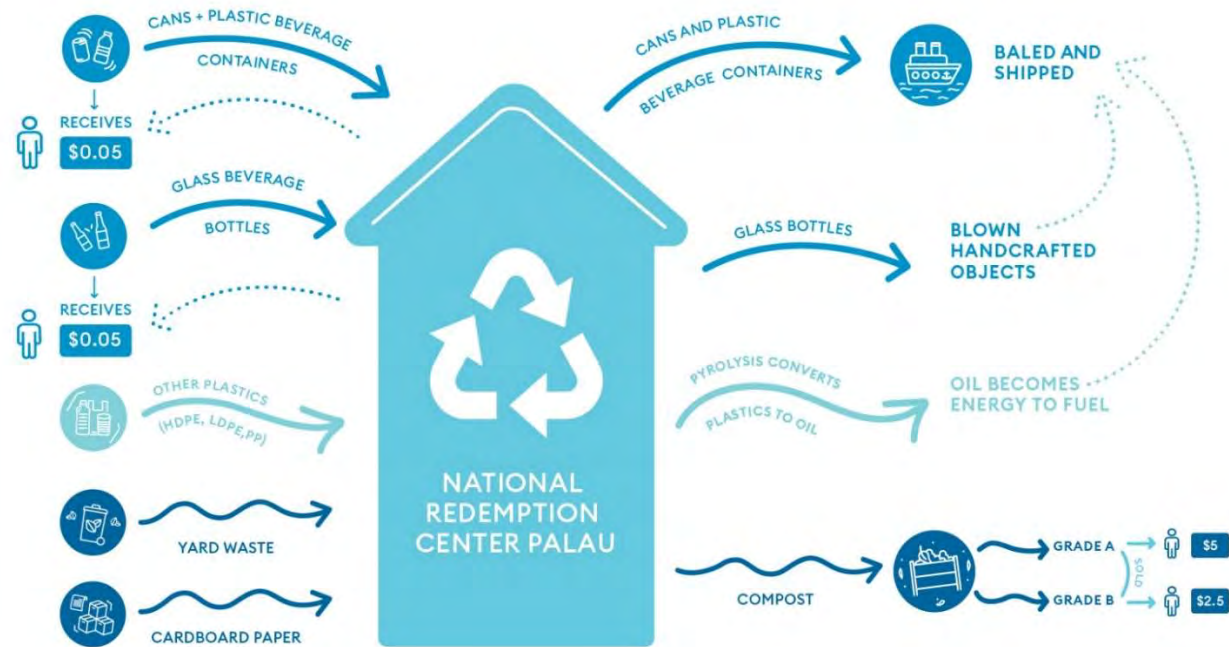 CANS + PLASTIC BEVERAGE
CONTAINERS
RECEIVES
$0.05
GLASS BEVERAGE
BOTTLES
RECEIVES
$0.05
OTHER PLASTICS
(HDPE, LDPE,PP)
YARD WASTE
CARDBOARD PAPER
NATIONAL
REDEMPTION
CENTER PALAU
CANS AND PLASTIC
BEVERAGE CONTAINERS
BALED AND
SHIPPED
GLASS BOTTLES
BLOWN
HANDCRAFTED
OBJECTS
PYROLYSIS CONVERTS
PLASTICS TO OIL
OIL BECOMES
ENERGY TO FUEL
COMPOST
GRADE A
$5
SOLD
GRADE B
$2.5